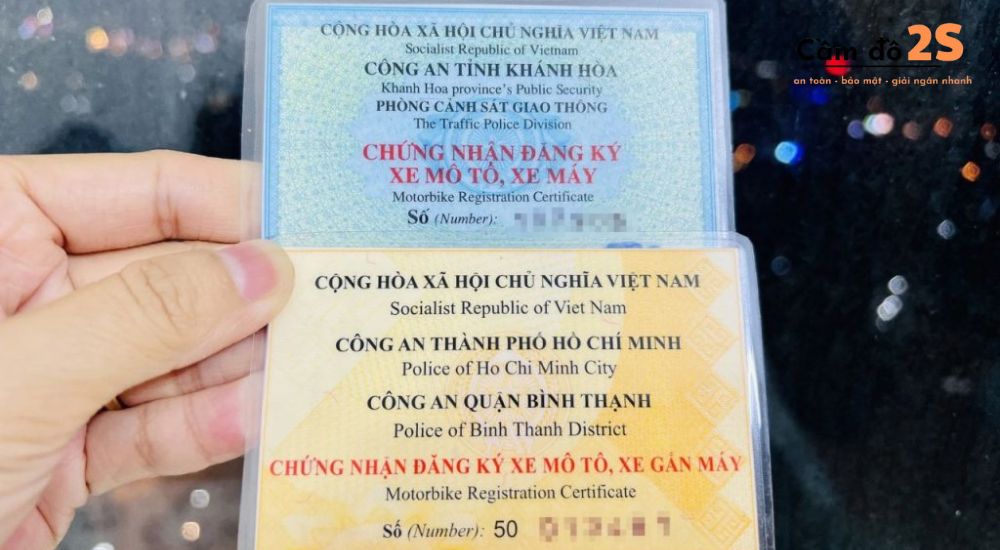 CỘNG HÒA XÃ HỘI CHỦ NGHĨA VIỆT NAM
Socialist Republic of Vietnam
CÔNG AN TỈNH KHÁNH HÒA
Khanh Hoa province's Public Security
PHÒNG CẢNH SÁT GIAO THÔNG
The Traffic Police Division
CHỨNG NHẬN ĐĂNG KÝ
XE MÔ TÔ, XE MÁY
Motorbike Registration Certificate
Số (Number):
Cầm đồ 2S
an toàn - bảo mật - giải ngân nhanh
CỘNG HÒA XÃ HỘI CHỦ NGHĨA VIỆT NAM
Socialist Republic of Viet Nam
CÔNG AN THÀNH PHỐ HỒ CHÍ MINH
Police of Ho Chi Minh City
CÔNG AN QUẬN BÌNH THẠNH
Police of Binh Thanh District
CHỨNG NHẬN ĐĂNG KÝ XE MÔ TÔ, XE GẮN MÁY
Motorbike Registration Certificate
Số (Number): 50